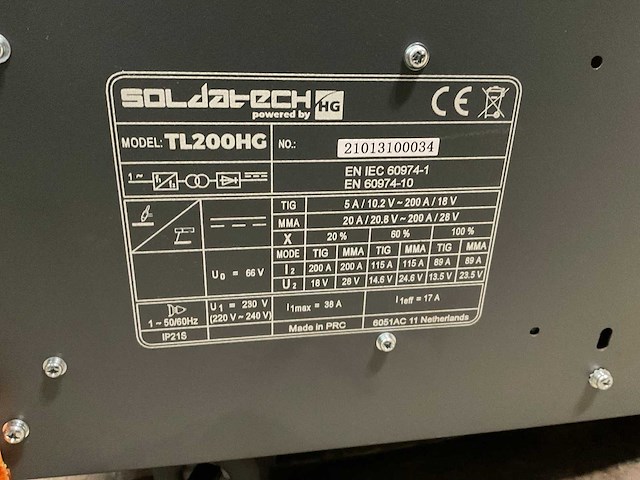 SOLDATECH
powered by HG
CE
MODEL: TL200HG NO.: 21013100034
1~
EN IEC 60974-1
EN 60974-10
TIG 5 A / 10.2 V ~ 200 A / 18 V
MMA 20 A / 20.8 V ~ 200 A / 28 V
X 20 % 60 % 100 %
MODE TIG MMA TIG MMA TIG MMA
U0 = 66V I2 200 A 200 A 115 A 115 A 89 A 89 A
U2 18 V 28 V 14.6 V 24.6 V 13.5 V 23.5 V
1 ~ 50/60Hz U1 = 230 V (220 V ~ 240 V) I1max = 38 A I1eff = 17 A
IP21S Made in PRC 6051AC 11 Netherlands